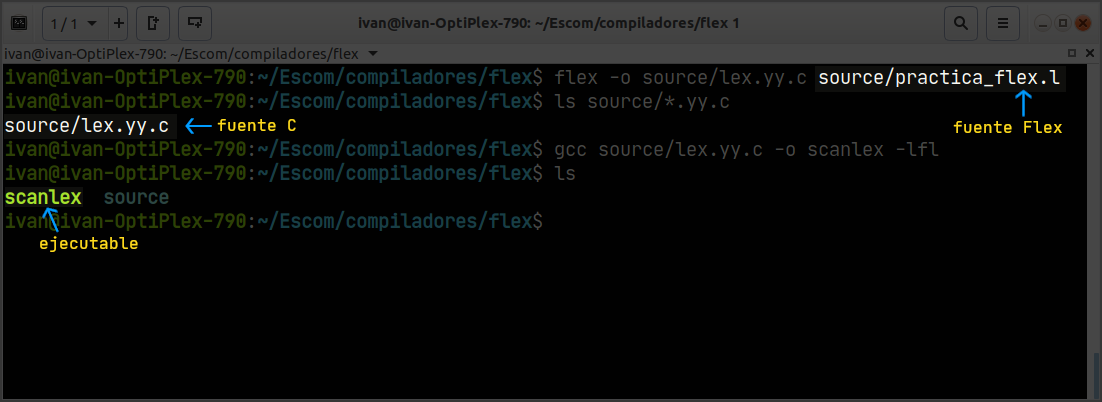 1 / 1
ivan@ivan-OptiPlex-790: ~/Escom/compiladores/flex 1
ivan@ivan-OptiPlex-790: ~/Escom/compiladores/flex
ivan@ivan-OptiPlex-790:~/Escom/compiladores/flex$ flex -o source/lex.yy.c source/practica_flex.l
ivan@ivan-OptiPlex-790:~/Escom/compiladores/flex$ ls source/*.yy.c
source/lex.yy.c
fuente C
fuente Flex
ivan@ivan-OptiPlex-790:~/Escom/compiladores/flex$ gcc source/lex.yy.c -o scanlex -lfl
ivan@ivan-OptiPlex-790:~/Escom/compiladores/flex$ ls
scanlex source
ivan@ivan-OptiPlex-790:~/Escom/compiladores/flex$
ejecutable